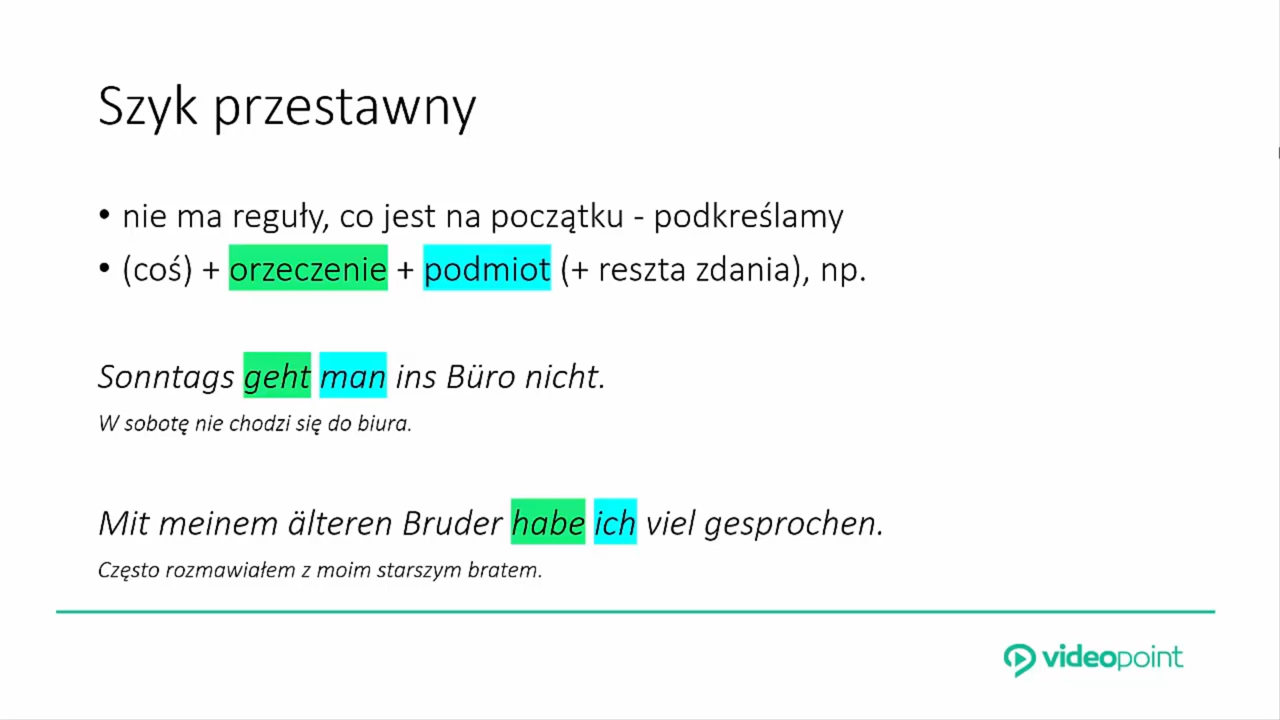 Szyk przestawny
• nie ma reguły, co jest na początku - podkreślamy
• (coś) + orzeczenie + podmiot (+ reszta zdania), np.
Sonntags geht man ins Büro nicht.
W sobotę nie chodzi się do biura.
Mit meinem älteren Bruder habe ich viel gesprochen.
Często rozmawiałem z moim starszym bratem.
videopoint